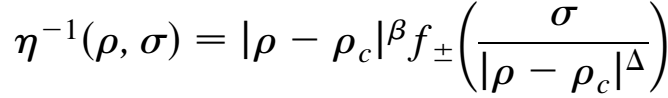 η⁻¹(ρ, σ) = |ρ − ρ_c|^β f_±(σ / |ρ − ρ_c|^Δ)